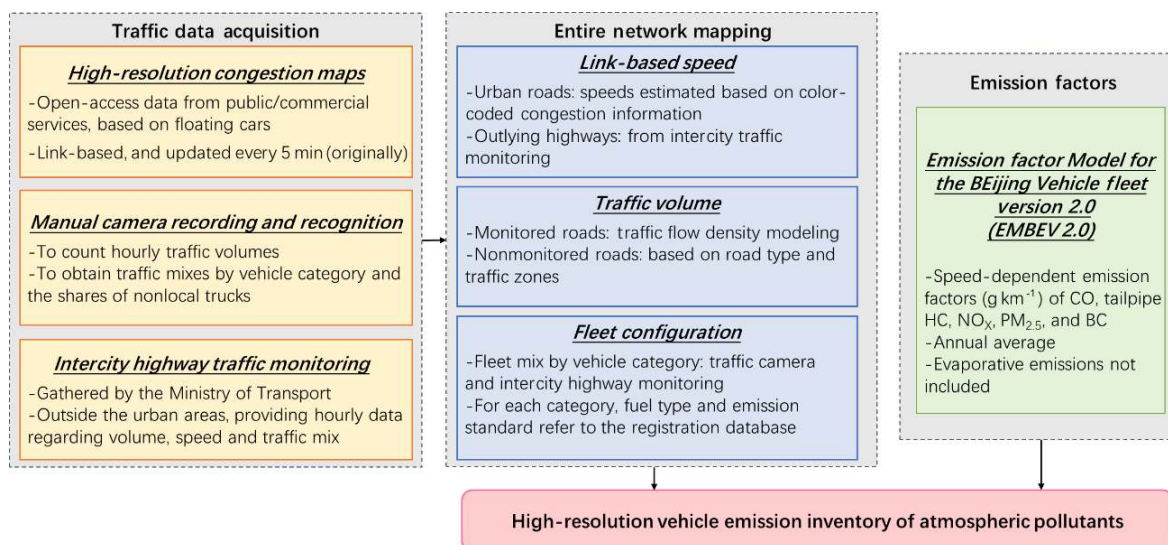 Traffic data acquisition
High-resolution congestion maps
-Open-access data from public/commercial
services, based on floating cars
-Link-based, and updated every 5 min (originally)
Manual camera recording and recognition
-To count hourly traffic volumes
-To obtain traffic mixes by vehicle category and
the shares of nonlocal trucks
Intercity highway traffic monitoring
-Gathered by the Ministry of Transport
-Outside the urban areas, providing hourly data
regarding volume, speed and traffic mix
Entire network mapping
Link-based speed
-Urban roads: speeds estimated based on color-
coded congestion information
-Outlying highways: from intercity traffic
monitoring
Traffic volume
-Monitored roads: traffic flow density modeling
-Nonmonitored roads: based on road type and
traffic zones
Fleet configuration
-Fleet mix by vehicle category: traffic camera
and intercity highway monitoring
-For each category, fuel type and emission
standard refer to the registration database
Emission factors
Emission factor Model for
the BEijing Vehicle fleet
version 2.0
(EMBEV 2.0)
-Speed-dependent emission
factors (g km⁻¹) of CO, tailpipe
HC, NOₓ, PM₂.₅, and BC
-Annual average
-Evaporative emissions not
included
High-resolution vehicle emission inventory of atmospheric pollutants